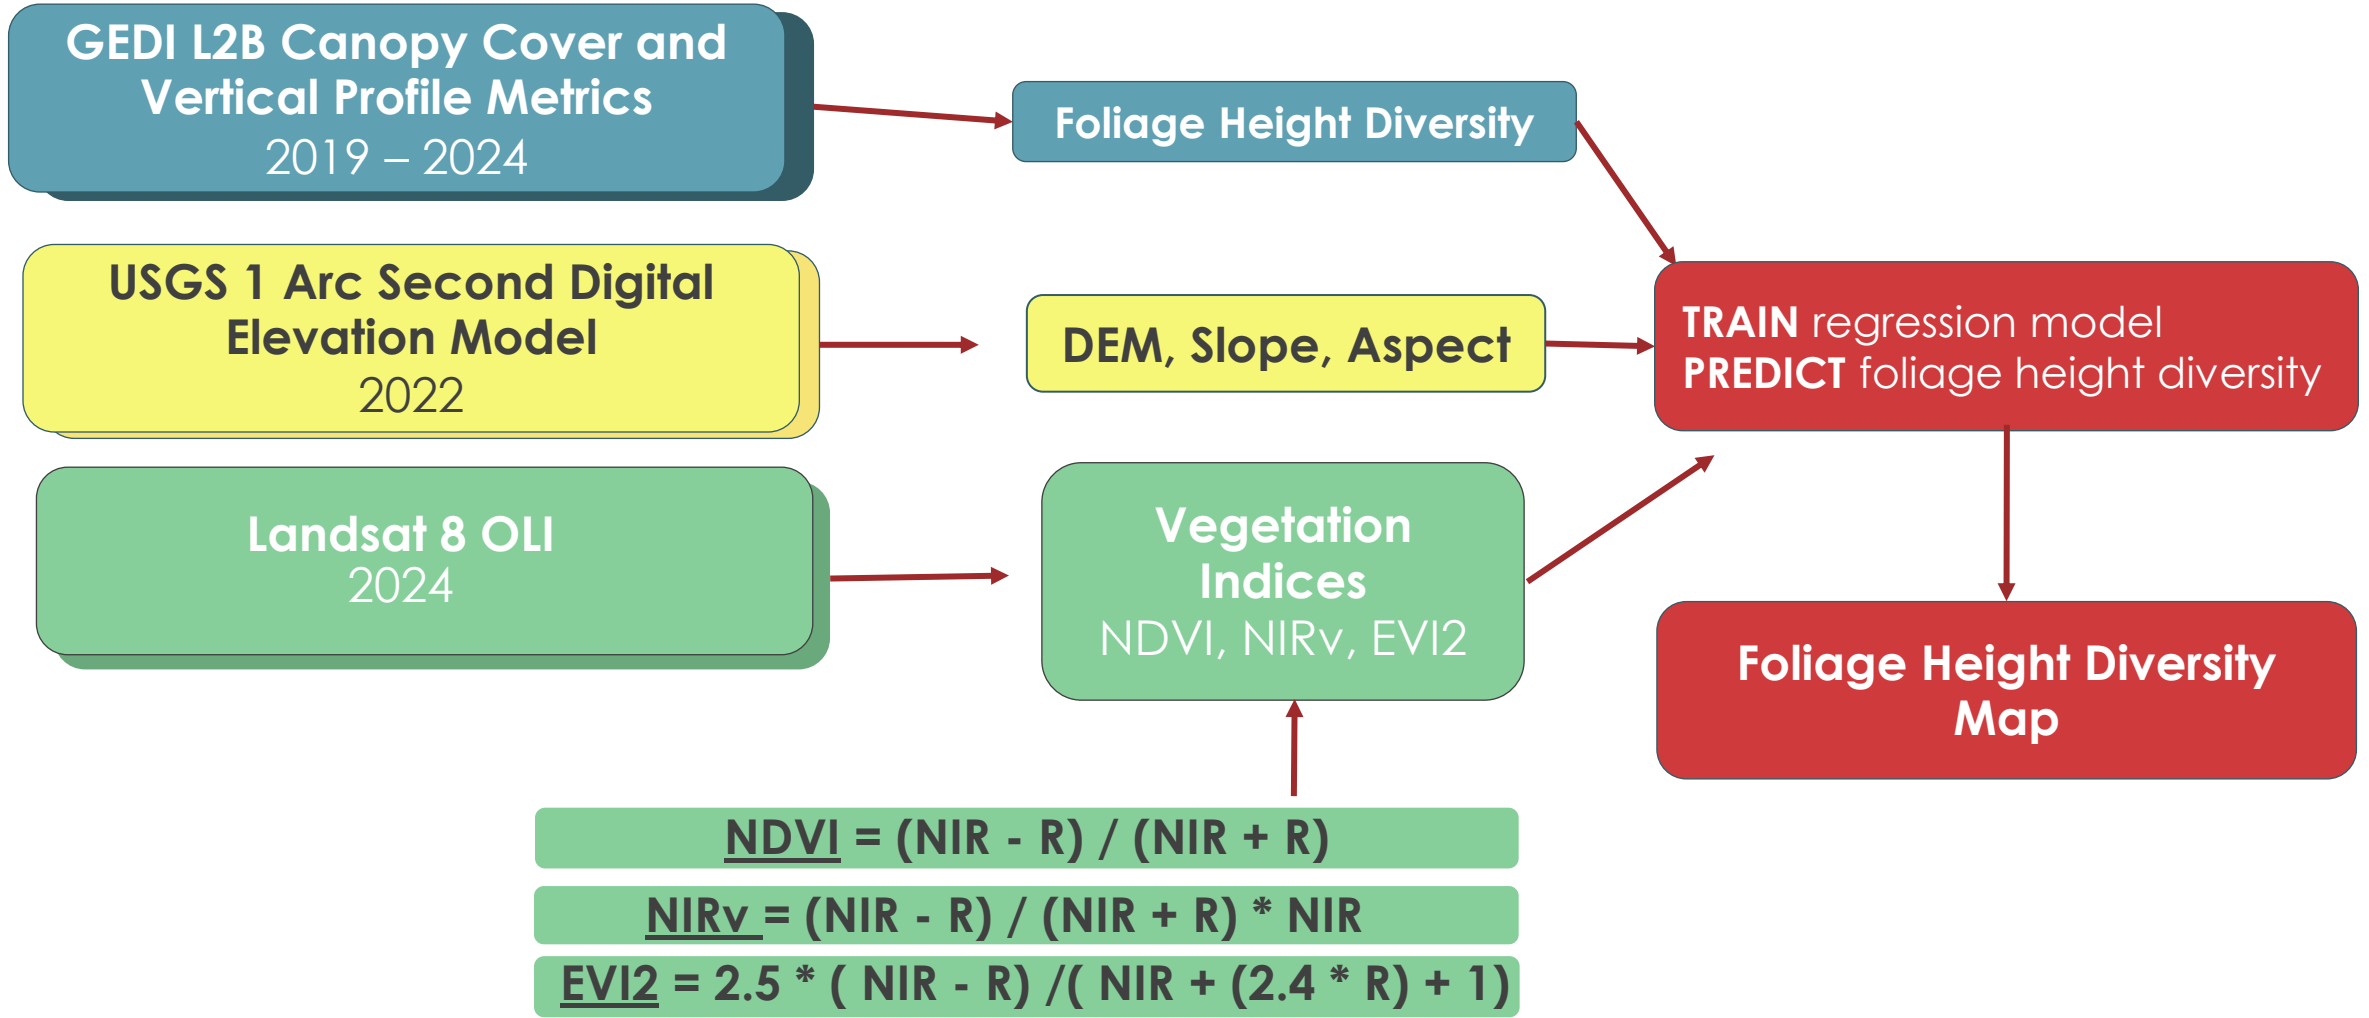 GEDI L2B Canopy Cover and
Vertical Profile Metrics
2019 – 2024
Foliage Height Diversity
USGS 1 Arc Second Digital
Elevation Model
2022
DEM, Slope, Aspect
TRAIN regression model
PREDICT foliage height diversity
Landsat 8 OLI
2024
Vegetation
Indices
NDVI, NIRv, EVI2
Foliage Height Diversity
Map
NDVI = (NIR - R) / (NIR + R)
NIRv = (NIR - R) / (NIR + R) * NIR
EVI2 = 2.5 * ( NIR - R) /( NIR + (2.4 * R) + 1)